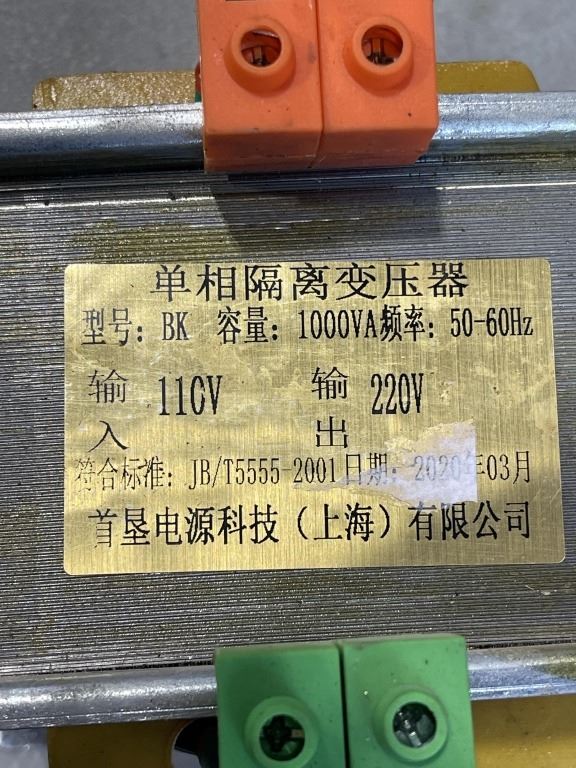 单相隔离变压器
型号：BK 容量：1000VA频率：50-60Hz
输入 110V 输出 220V
符合标准：JB/T5555-2001日期：2020年03月
首垦电源科技（上海）有限公司